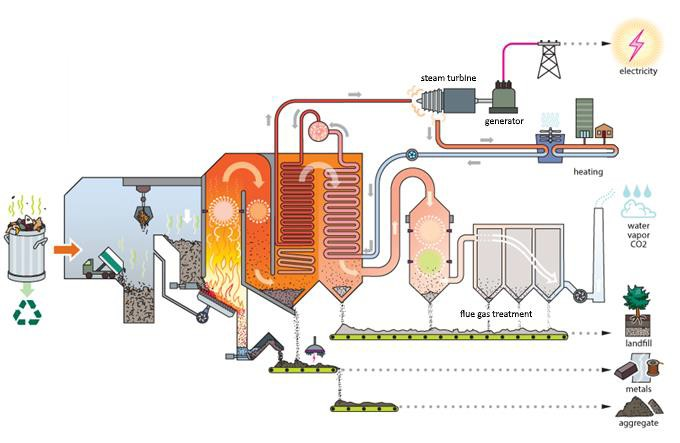 electricity
steam turbine
generator
heating
water
vapor
CO2
flue gas treatment
landfill
metals
aggregate